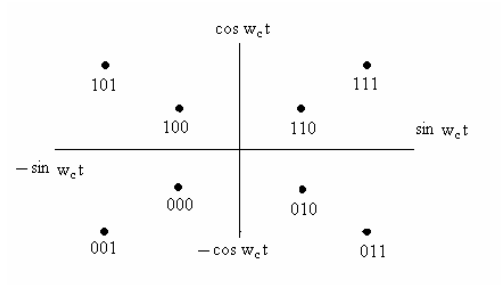 cos w_c t
101
111
100
110
sin w_c t
—sin w_c t
000
010
001
—cos w_c t
011